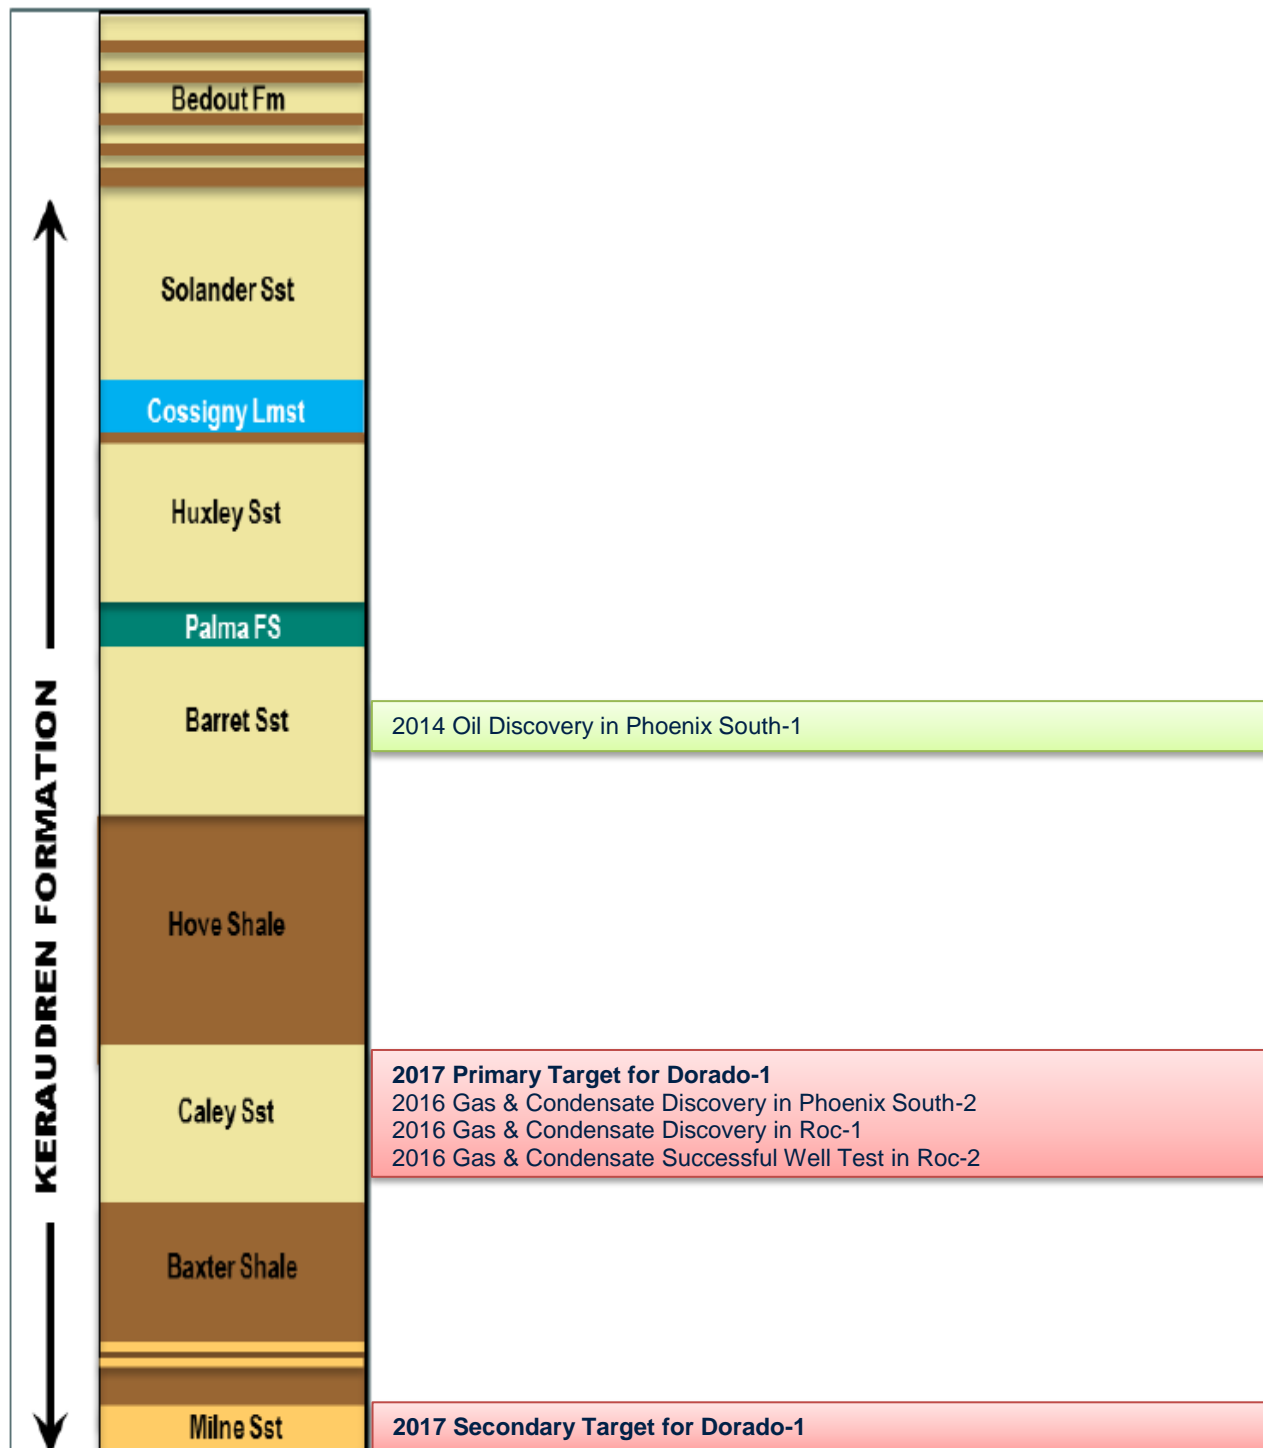 Bedout Fm
Solander Sst
Cossigny Lmst
Huxley Sst
Palma FS
Barret Sst
2014 Oil Discovery in Phoenix South-1
KERAUDREN FORMATION
Hove Shale
2017 Primary Target for Dorado-1
2016 Gas & Condensate Discovery in Phoenix South-2
2016 Gas & Condensate Discovery in Roc-1
2016 Gas & Condensate Successful Well Test in Roc-2
Caley Sst
Baxter Shale
Milne Sst
2017 Secondary Target for Dorado-1